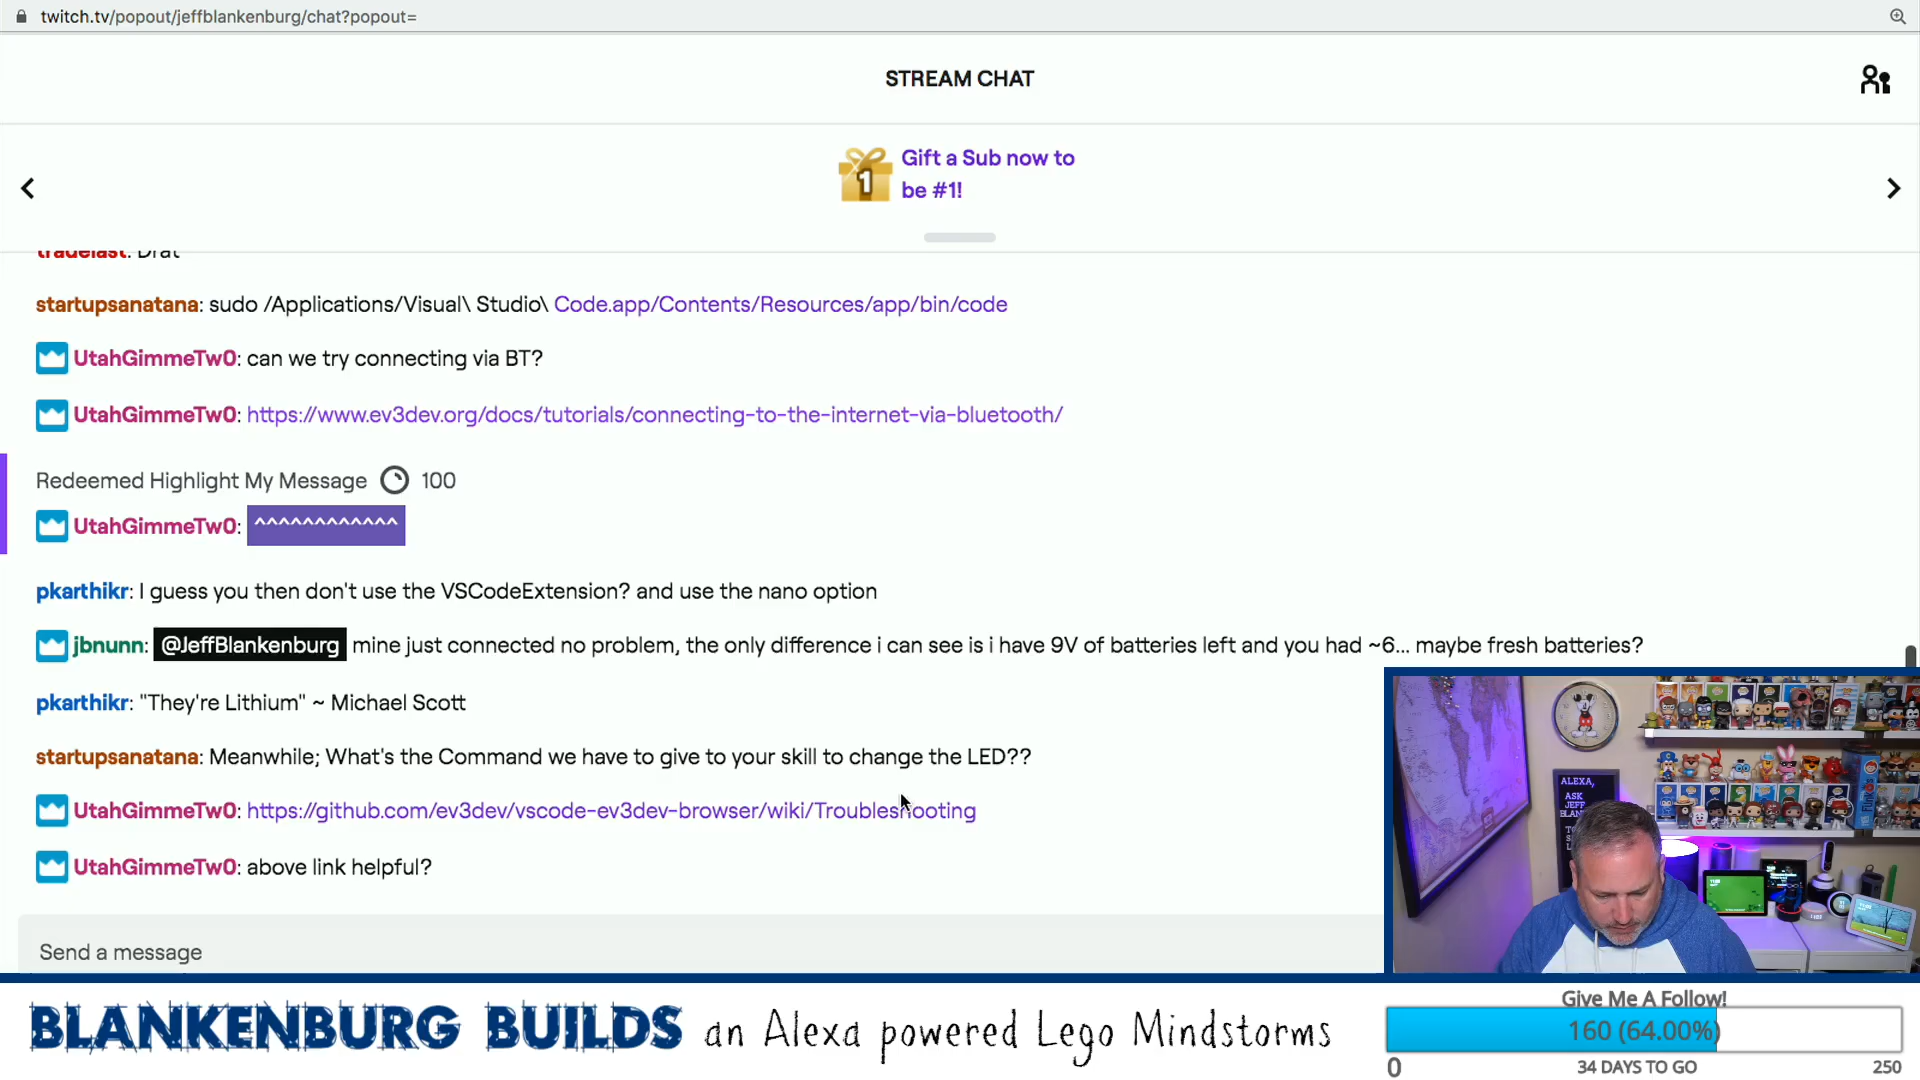 twitch.tv/popout/jeffblankenburg/chat?popout=
STREAM CHAT
1
Gift a Sub now to
be #1!
tradelast: Drat
startupsanatana: sudo /Applications/Visual\ Studio\ Code.app/Contents/Resources/app/bin/code
UtahGimmeTw0: can we try connecting via BT?
UtahGimmeTw0: https://www.ev3dev.org/docs/tutorials/connecting-to-the-internet-via-bluetooth/
Redeemed Highlight My Message 100
UtahGimmeTw0: ^^^^^^^^^^^^
pkarthikr: I guess you then don't use the VSCodeExtension? and use the nano option
jbnunn: @JeffBlankenburg mine just connected no problem, the only difference i can see is i have 9V of batteries left and you had ~6... maybe fresh batteries?
pkarthikr: "They're Lithium" ~ Michael Scott
startupsanatana: Meanwhile; What's the Command we have to give to your skill to change the LED??
UtahGimmeTw0: https://github.com/ev3dev/vscode-ev3dev-browser/wiki/Troubleshooting
UtahGimmeTw0: above link helpful?
Send a message
ALEXA,
ASK
JEFF
BLANKENBURG BUILDS an Alexa powered Lego Mindstorms
Give Me A Follow!
160 (64.00%)
0 34 DAYS TO GO 250